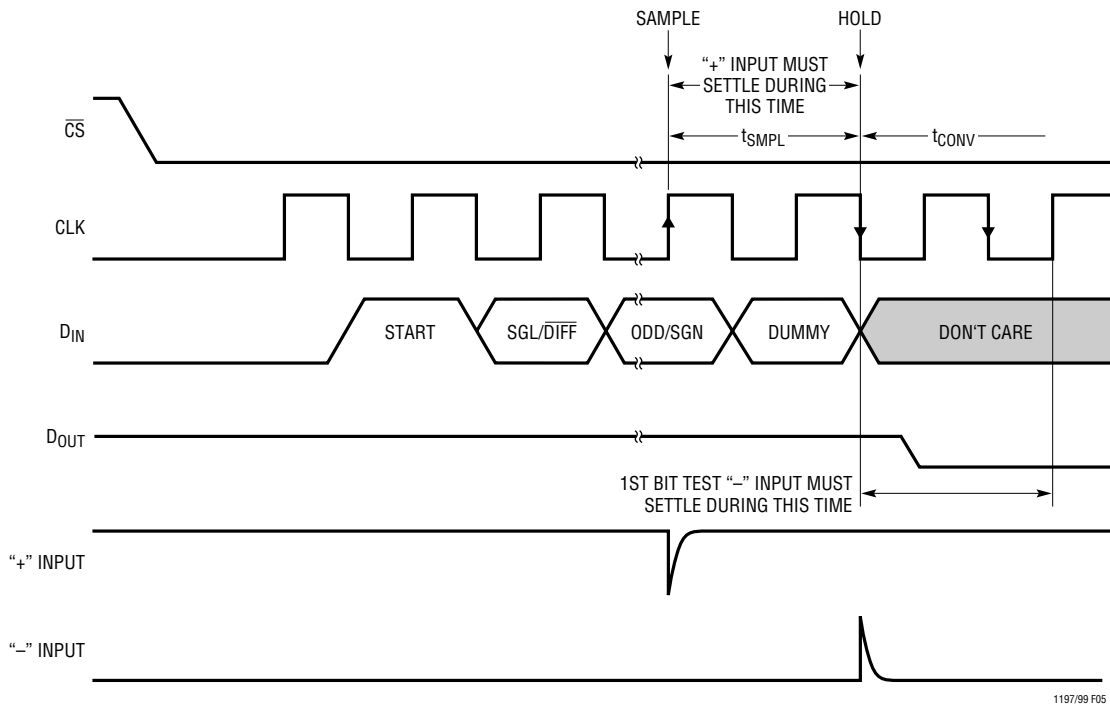 SAMPLE
HOLD
“+” INPUT MUST
SETTLE DURING
THIS TIME
tSMPL
tCONV
CS
CLK
DIN
START
SGL/DIFF
ODD/SGN
DUMMY
DON‘T CARE
DOUT
1ST BIT TEST “–” INPUT MUST
SETTLE DURING THIS TIME
“+” INPUT
“–” INPUT
1197/99 F05